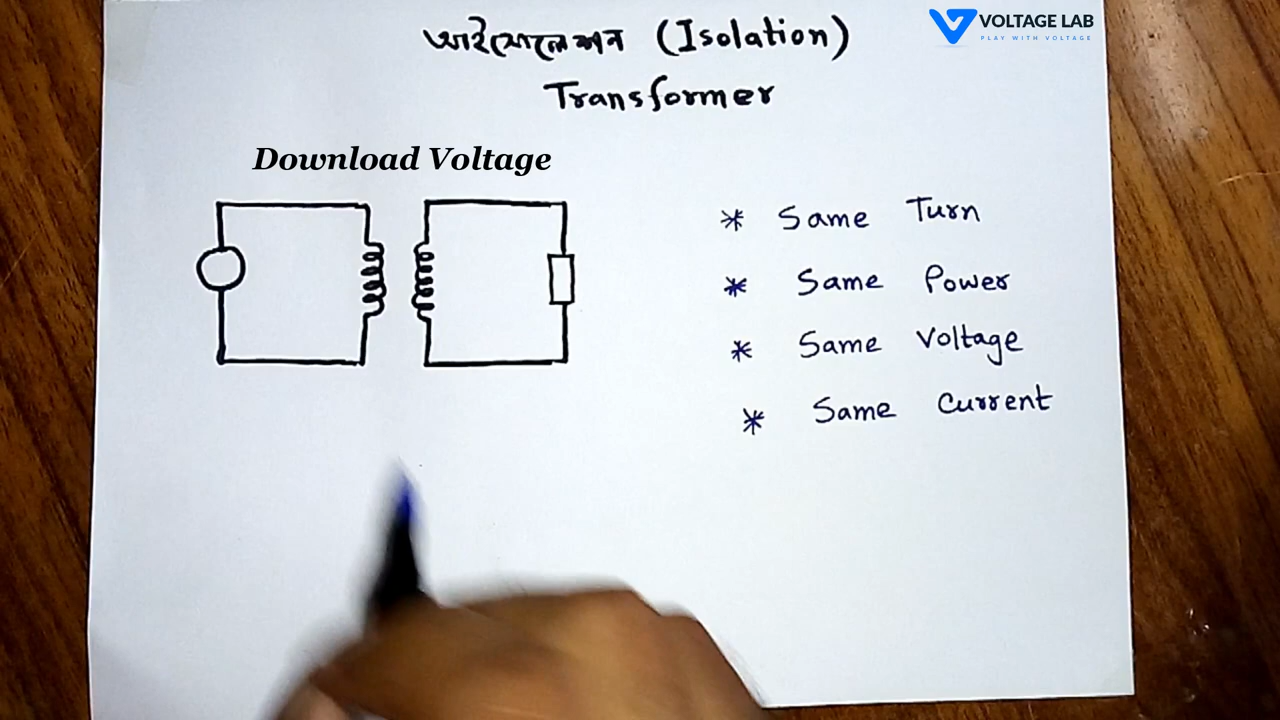 আইসোলেশন (Isolation)
Transformer
VOLTAGE LAB
PLAY WITH VOLTAGE
Download Voltage
* Same Turn
* Same Power
* Same Voltage
* Same Current